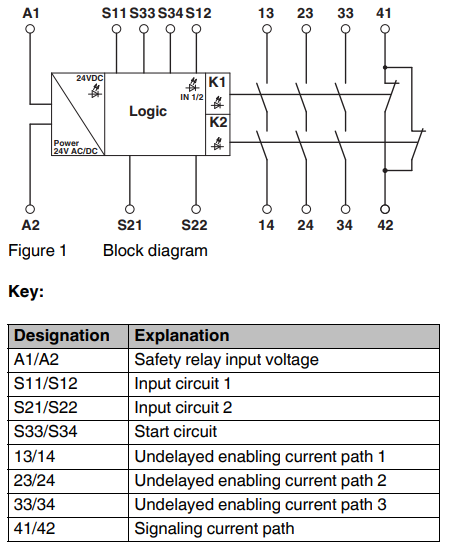 A1 S11 S33 S34 S12 13 23 33 41
24VDC
IN 1/2
K1
Logic
K2
Power
24V AC/DC
A2 S21 S22 14 24 34 42
Figure 1 Block diagram
Key:
Designation Explanation
A1/A2 Safety relay input voltage
S11/S12 Input circuit 1
S21/S22 Input circuit 2
S33/S34 Start circuit
13/14 Undelayed enabling current path 1
23/24 Undelayed enabling current path 2
33/34 Undelayed enabling current path 3
41/42 Signaling current path